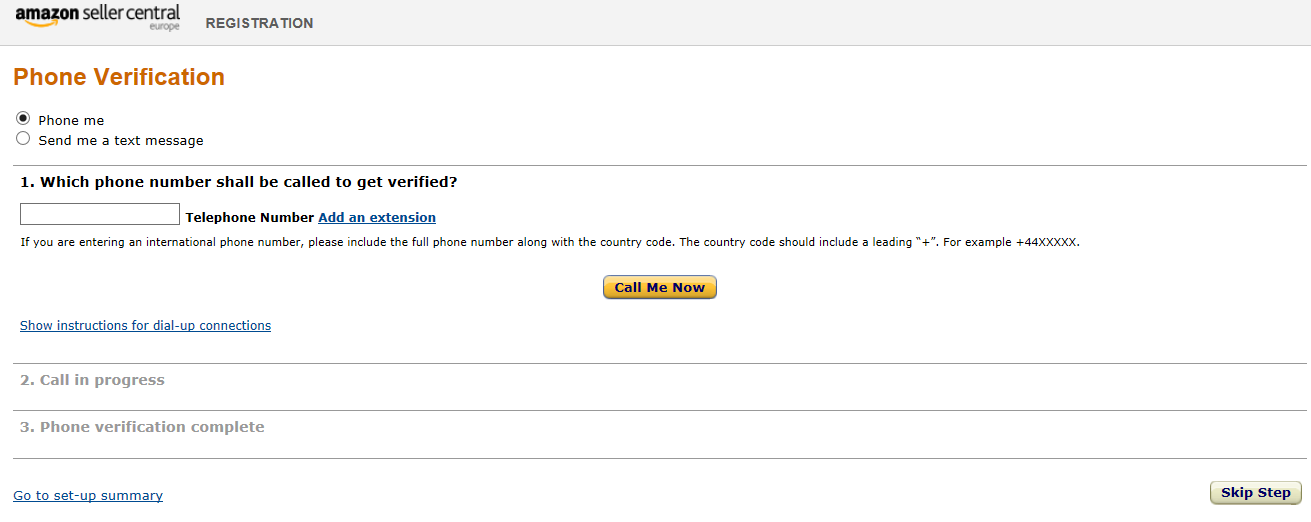 amazon seller central
europe
REGISTRATION
Phone Verification
Phone me
Send me a text message
1. Which phone number shall be called to get verified?
Telephone Number Add an extension
If you are entering an international phone number, please include the full phone number along with the country code. The country code should include a leading “+”. For example +44XXXXX.
Call Me Now
Show instructions for dial-up connections
2. Call in progress
3. Phone verification complete
Go to set-up summary
Skip Step